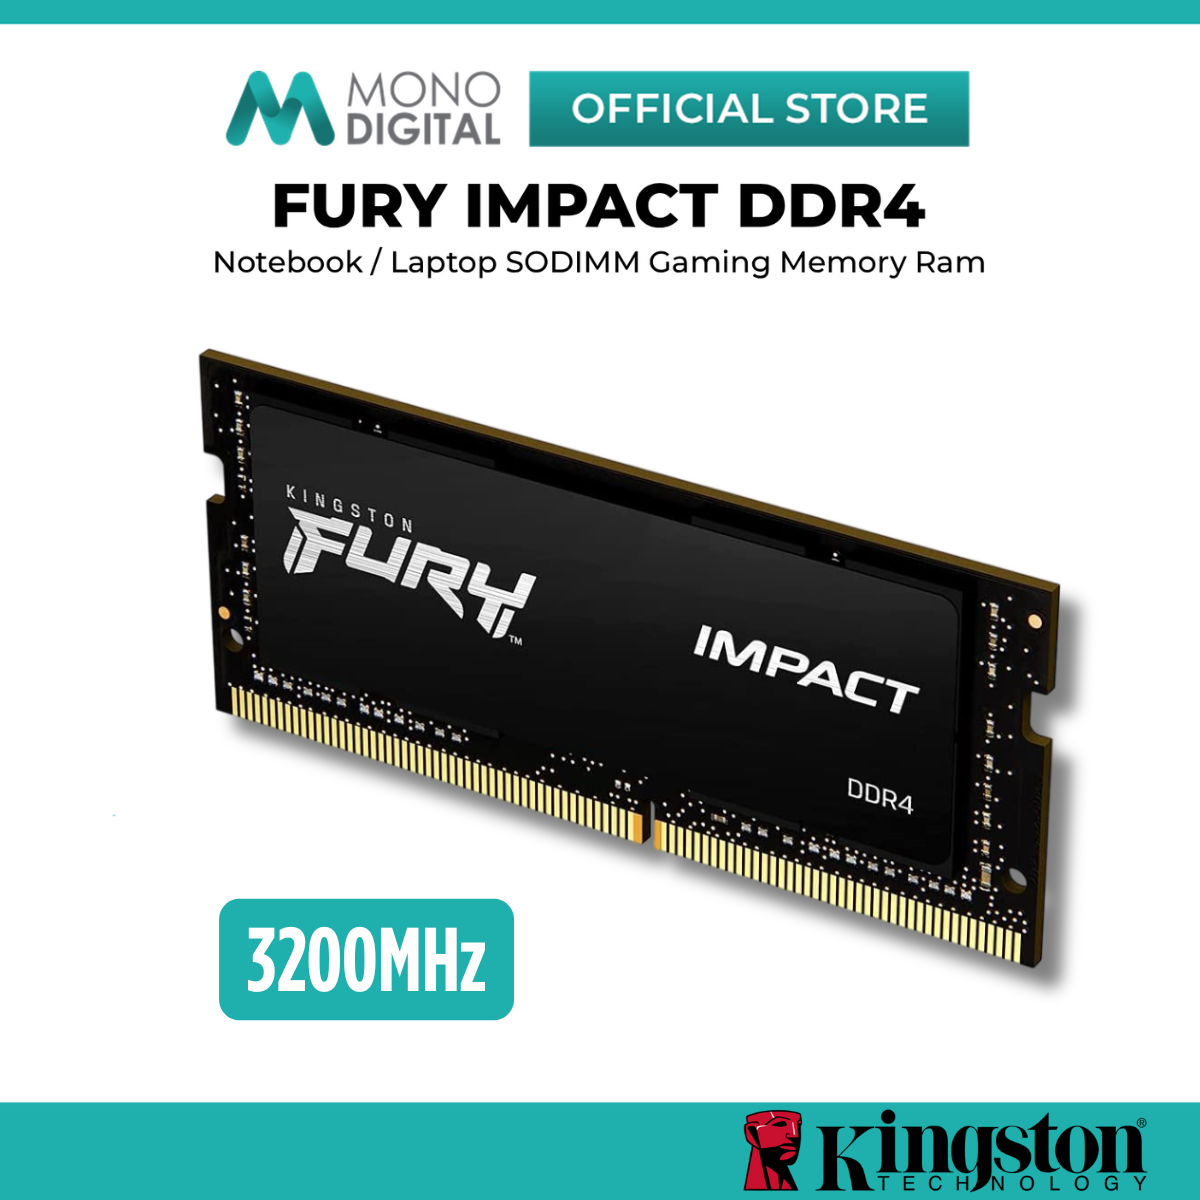 MONO
DIGITAL
OFFICIAL STORE
FURY IMPACT DDR4
Notebook / Laptop SODIMM Gaming Memory Ram
KINGSTON
FURY™
IMPACT
DDR4
3200MHz
Kingston®
TECHNOLOGY